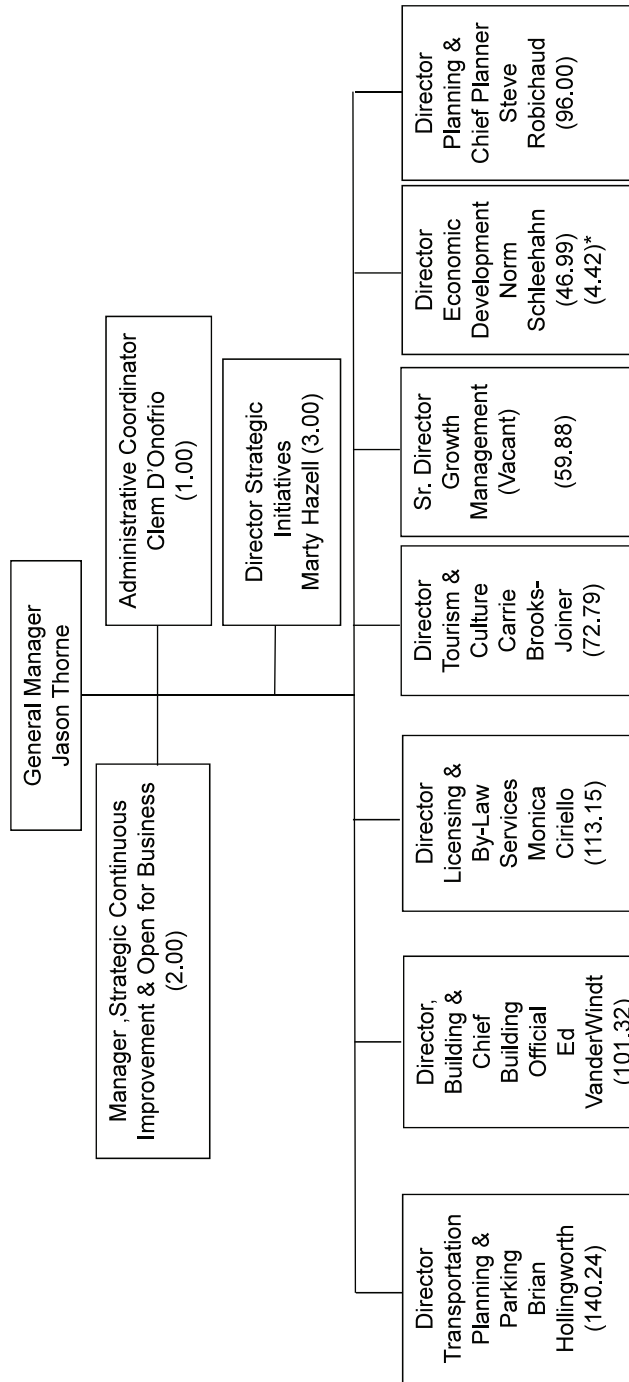 General Manager
Jason Thorne
Manager ,Strategic Continuous
Improvement & Open for Business
(2.00)
Administrative Coordinator
Clem D'Onofrio
(1.00)
Director Strategic
Initiatives
Marty Hazell (3.00)
Director
Transportation
Planning &
Parking
Brian
Hollingworth
(140.24)
Director,
Building &
Chief
Building
Official
Ed
VanderWindt
(101.32)
Director
Licensing &
By-Law
Services
Monica
Ciriello
(113.15)
Director
Tourism &
Culture
Carrie
Brooks-
Joiner
(72.79)
Sr. Director
Growth
Management
(Vacant)
(59.88)
Director
Economic
Development
Norm
Schleehahn
(46.99)
(4.42)*
Director
Planning &
Chief Planner
Steve
Robichaud
(96.00)